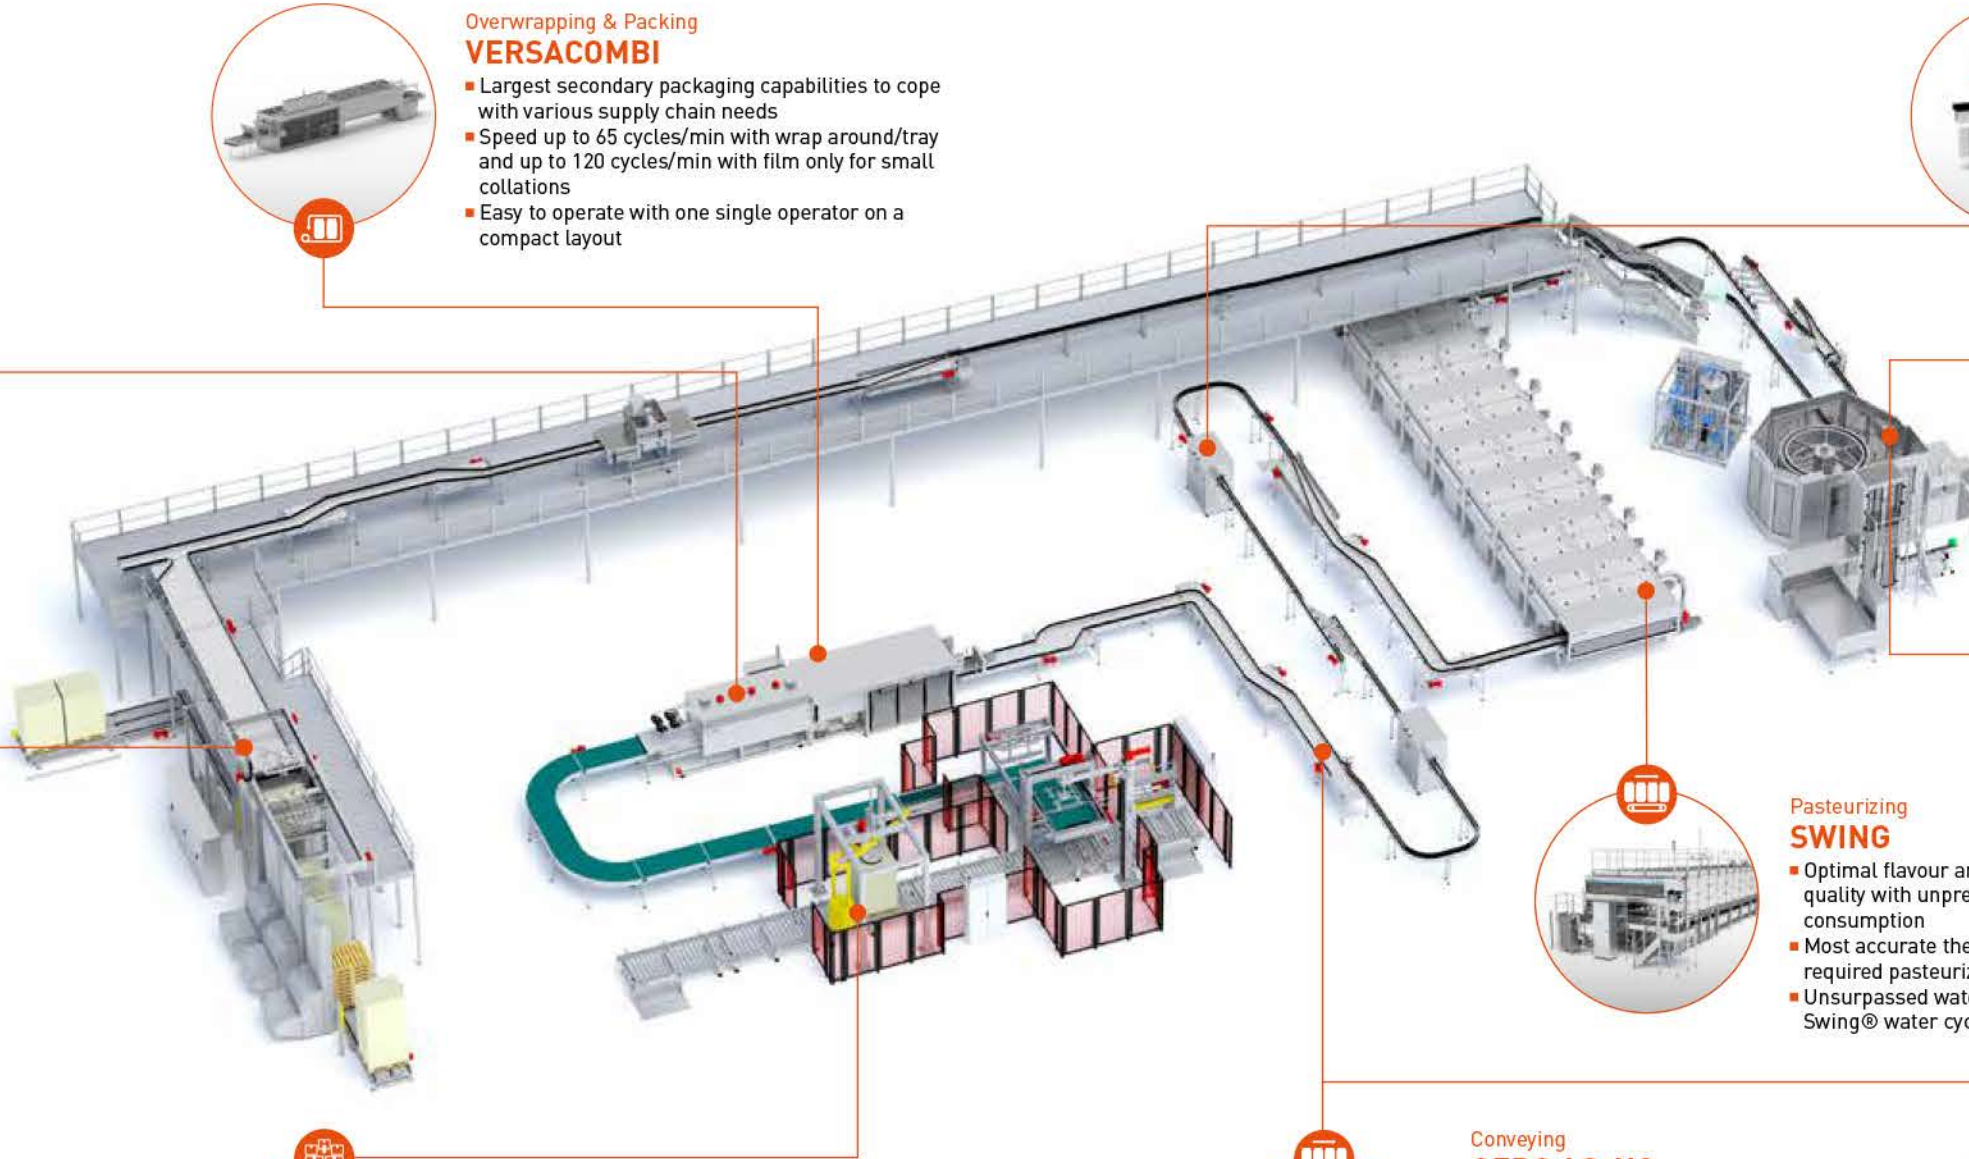 Overwrapping & Packing
VERSACOMBI
▪ Largest secondary packaging capabilities to cope
with various supply chain needs
▪ Speed up to 65 cycles/min with wrap around/tray
and up to 120 cycles/min with film only for small
collations
▪ Easy to operate with one single operator on a
compact layout
Pasteurizing
SWING
▪ Optimal flavour
quality with
consumption
▪ Most accurate
required
▪ Unsurpassed
Swing® water
Conveying